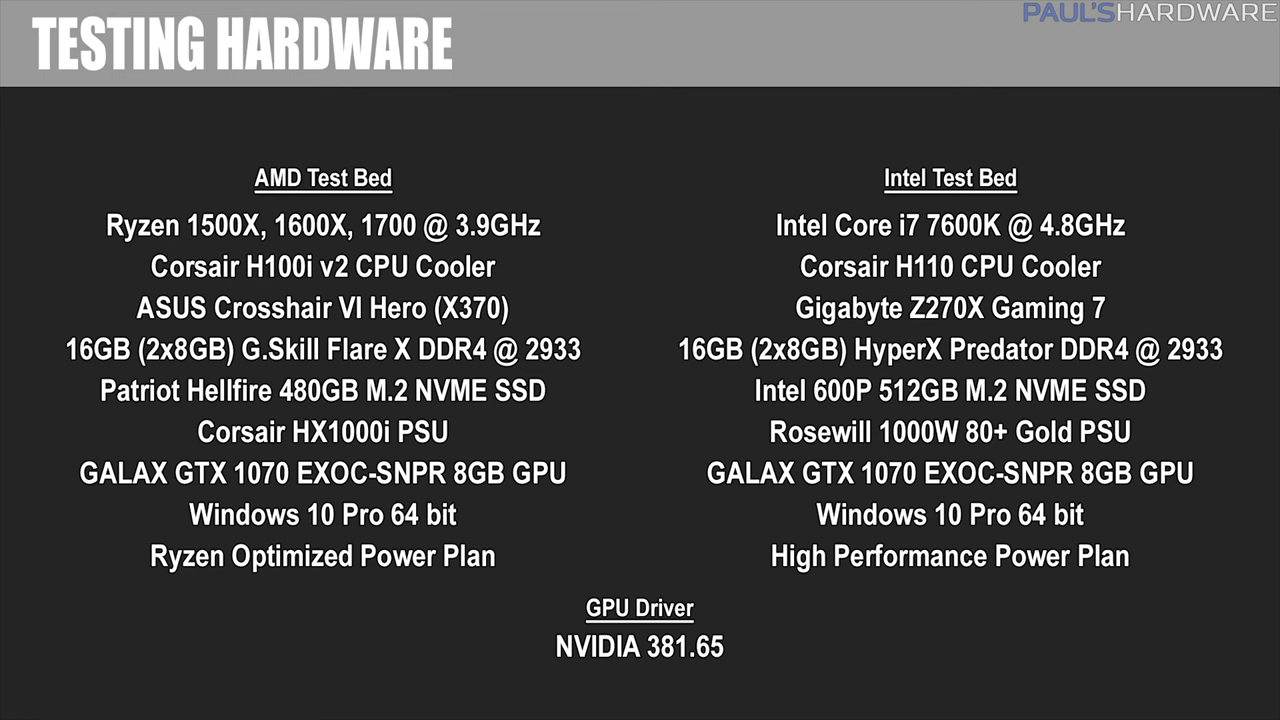 TESTING HARDWARE
PAUL'SHARDWARE
AMD Test Bed
Ryzen 1500X, 1600X, 1700 @ 3.9GHz
Corsair H100i v2 CPU Cooler
ASUS Crosshair VI Hero (X370)
16GB (2x8GB) G.Skill Flare X DDR4 @ 2933
Patriot Hellfire 480GB M.2 NVME SSD
Corsair HX1000i PSU
GALAX GTX 1070 EXOC-SNPR 8GB GPU
Windows 10 Pro 64 bit
Ryzen Optimized Power Plan
Intel Test Bed
Intel Core i7 7600K @ 4.8GHz
Corsair H110 CPU Cooler
Gigabyte Z270X Gaming 7
16GB (2x8GB) HyperX Predator DDR4 @ 2933
Intel 600P 512GB M.2 NVME SSD
Rosewill 1000W 80+ Gold PSU
GALAX GTX 1070 EXOC-SNPR 8GB GPU
Windows 10 Pro 64 bit
High Performance Power Plan
GPU Driver
NVIDIA 381.65